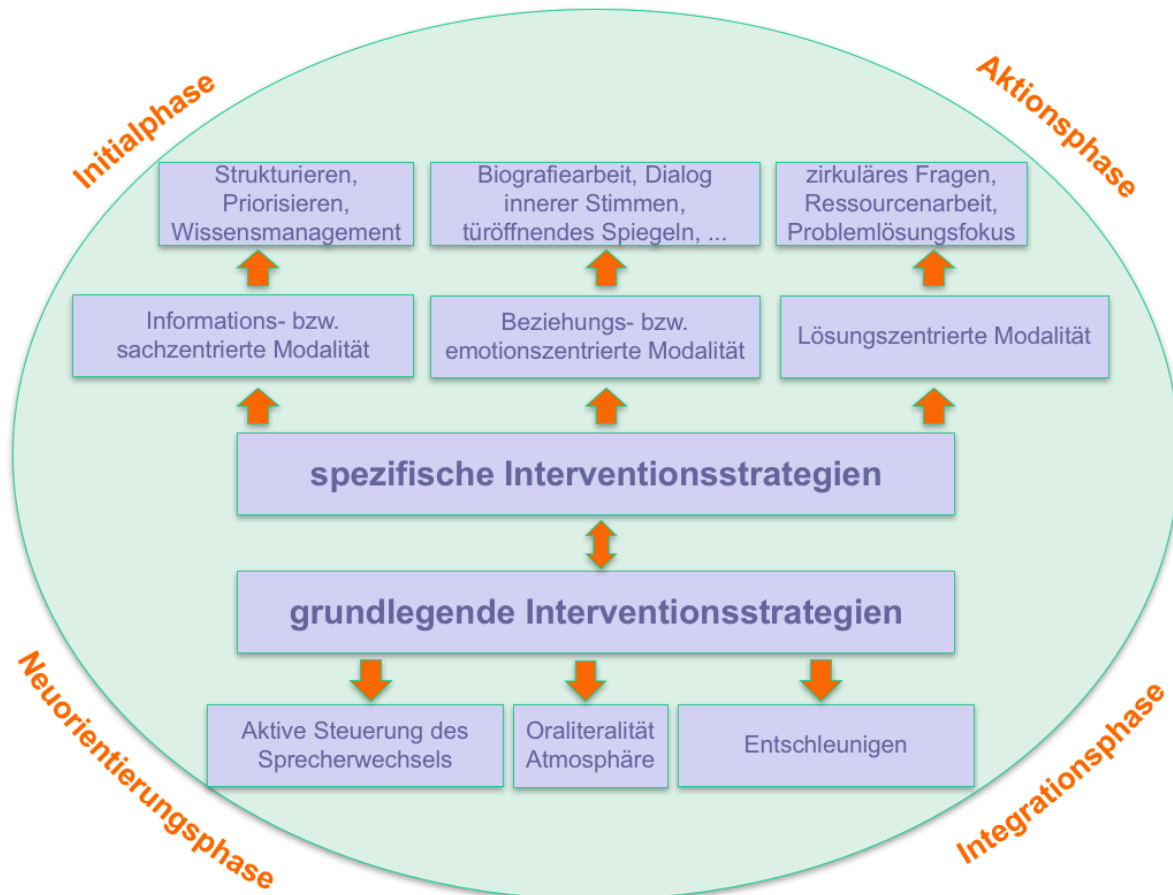 Initialphase
Aktionsphase
Strukturieren,
Priorisieren,
Wissensmanagement
Biografiearbeit, Dialog
innerer Stimmen,
türöffnendes Spiegeln, ...
zirkuläres Fragen,
Ressourcenarbeit,
Problemlösungsfokus
Informations- bzw.
sachzentrierte Modalität
Beziehungs- bzw.
emotionszentrierte Modalität
Lösungszentrierte Modalität
spezifische Interventionsstrategien
grundlegende Interventionsstrategien
Aktive Steuerung des
Sprecherwechsels
Oraliteralität
Atmosphäre
Entschleunigen
Neuorientierungsphase
Integrationsphase